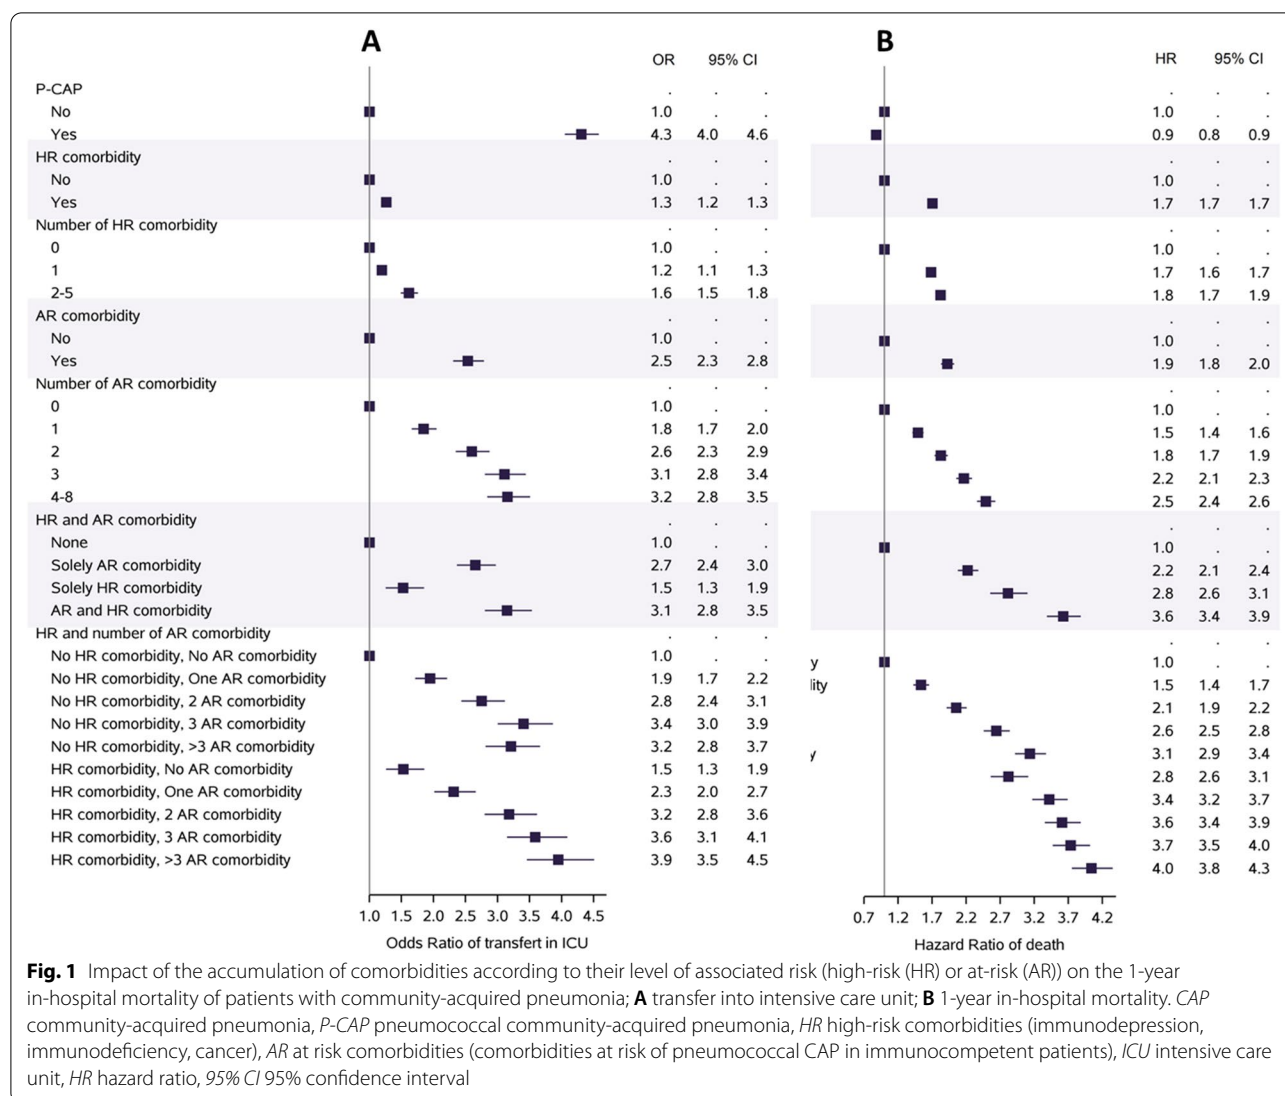 A B
OR 95% CI HR 95% CI
P-CAP . . . . . .
No 1.0 . . 1.0 . .
Yes 4.3 4.0 4.6 0.9 0.8 0.9
HR comorbidity . . . . . .
No 1.0 . . 1.0 . .
Yes 1.3 1.2 1.3 1.7 1.7 1.7
Number of HR comorbidity . . . . . .
0 1.0 . . 1.0 . .
1 1.2 1.1 1.3 1.7 1.6 1.7
2-5 1.6 1.5 1.8 1.8 1.7 1.9
AR comorbidity . . . . . .
No 1.0 . . 1.0 . .
Yes 2.5 2.3 2.8 1.9 1.8 2.0
Number of AR comorbidity . . . . . .
0 1.0 . . 1.0 . .
1 1.8 1.7 2.0 1.5 1.4 1.6
2 2.6 2.3 2.9 1.8 1.7 1.9
3 3.1 2.8 3.4 2.2 2.1 2.3
4-8 3.2 2.8 3.5 2.5 2.4 2.6
HR and AR comorbidity . . . . . .
None 1.0 . . 1.0 . .
Solely AR comorbidity 2.7 2.4 3.0 2.2 2.1 2.4
Solely HR comorbidity 1.5 1.3 1.9 2.8 2.6 3.1
AR and HR comorbidity 3.1 2.8 3.5 3.6 3.4 3.9
HR and number of AR comorbidity . . . . . .
No HR comorbidity, No AR comorbidity 1.0 . . y 1.0 . .
No HR comorbidity, One AR comorbidity 1.9 1.7 2.2 lity 1.5 1.4 1.7
No HR comorbidity, 2 AR comorbidity 2.8 2.4 3.1 2.1 1.9 2.2
No HR comorbidity, 3 AR comorbidity 3.4 3.0 3.9 2.6 2.5 2.8
No HR comorbidity, >3 AR comorbidity 3.2 2.8 3.7 y 3.1 2.9 3.4
HR comorbidity, No AR comorbidity 1.5 1.3 1.9 2.8 2.6 3.1
HR comorbidity, One AR comorbidity 2.3 2.0 2.7 3.4 3.2 3.7
HR comorbidity, 2 AR comorbidity 3.2 2.8 3.6 3.6 3.4 3.9
HR comorbidity, 3 AR comorbidity 3.6 3.1 4.1 3.7 3.5 4.0
HR comorbidity, >3 AR comorbidity 3.9 3.5 4.5 4.0 3.8 4.3
1.0 1.5 2.0 2.5 3.0 3.5 4.0 4.5 0.7 1.2 1.7 2.2 2.7 3.2 3.7 4.2
Odds Ratio of transfert in ICU Hazard Ratio of death
Fig. 1 Impact of the accumulation of comorbidities according to their level of associated risk (high-risk (HR) or at-risk (AR)) on the 1-year
in-hospital mortality of patients with community-acquired pneumonia; A transfer into intensive care unit; B 1-year in-hospital mortality. CAP
community-acquired pneumonia, P-CAP pneumococcal community-acquired pneumonia, HR high-risk comorbidities (immunodepression,
immunodeficiency, cancer), AR at risk comorbidities (comorbidities at risk of pneumococcal CAP in immunocompetent patients), ICU intensive care
unit, HR hazard ratio, 95% CI 95% confidence interval